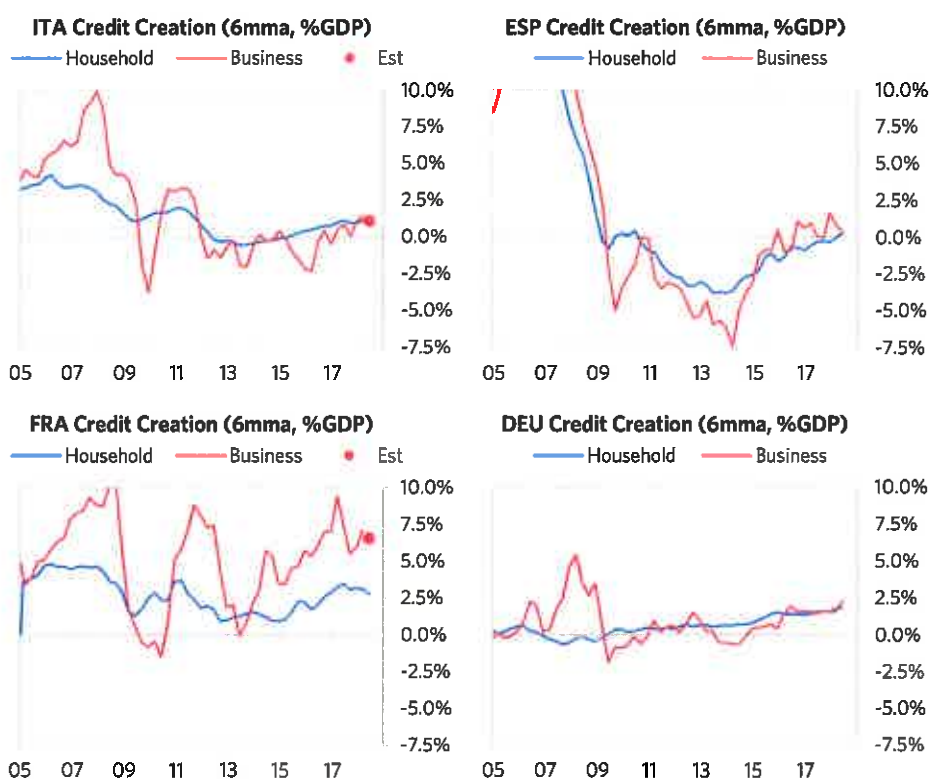 ITA Credit Creation (6mma, %GDP)
Household Business Est
10.0%
7.5%
5.0%
2.5%
0.0%
-2.5%
-5.0%
-7.5%
05 07 09 11 13 15 17
ESP Credit Creation (6mma, %GDP)
Household Business
10.0%
7.5%
5.0%
2.5%
0.0%
-2.5%
-5.0%
-7.5%
05 07 09 11 13 15 17
FRA Credit Creation (6mma, %GDP)
Household Business Est
10.0%
7.5%
5.0%
2.5%
0.0%
-2.5%
-5.0%
-7.5%
05 07 09 11 13 15 17
DEU Credit Creation (6mma, %GDP)
Household Business
10.0%
7.5%
5.0%
2.5%
0.0%
-2.5%
-5.0%
-7.5%
05 07 09 11 13 15 17